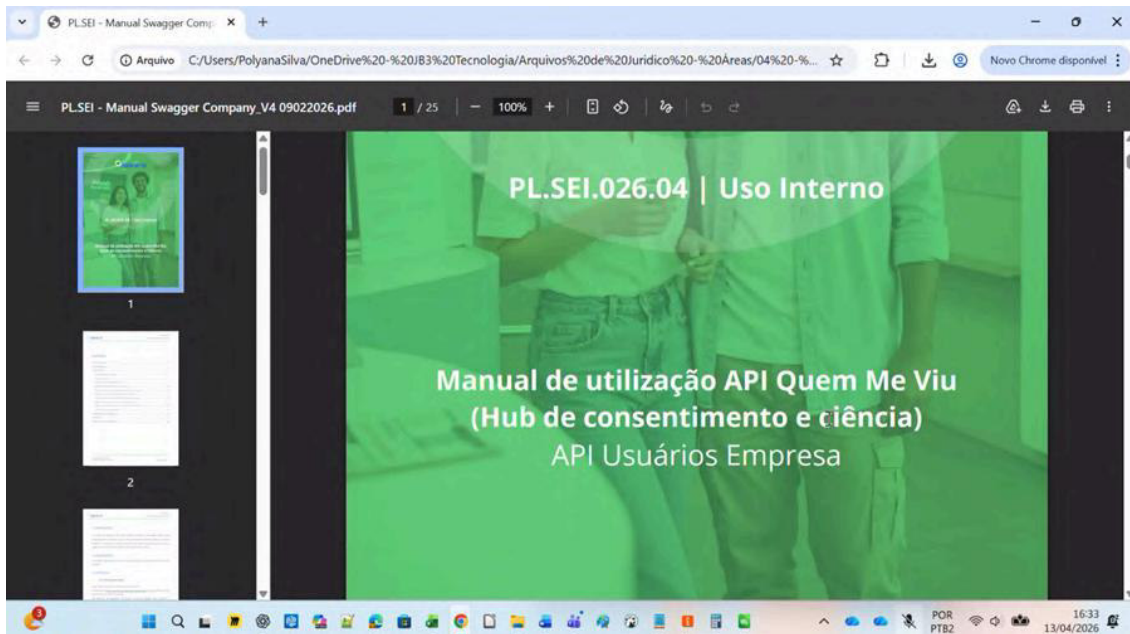 PL.SEI - Manual Swagger Comp
Arquivo C:/Users/PolyanaSilva/OneDrive%20-%20JB3%20Tecnologia/Arquivos%20de%20Juridico%20-%20Áreas/04%20-%...
Novo Chrome disponível
PL.SEI - Manual Swagger Company_V4 09022026.pdf 1 / 25 100%
PL.SEI.026.04 | Uso Interno
Manual de utilização API Quem Me Viu
(Hub de consentimento e ciência)
API Usuários Empresa
1
2
3
POR
PTB2
16:33
13/04/2026